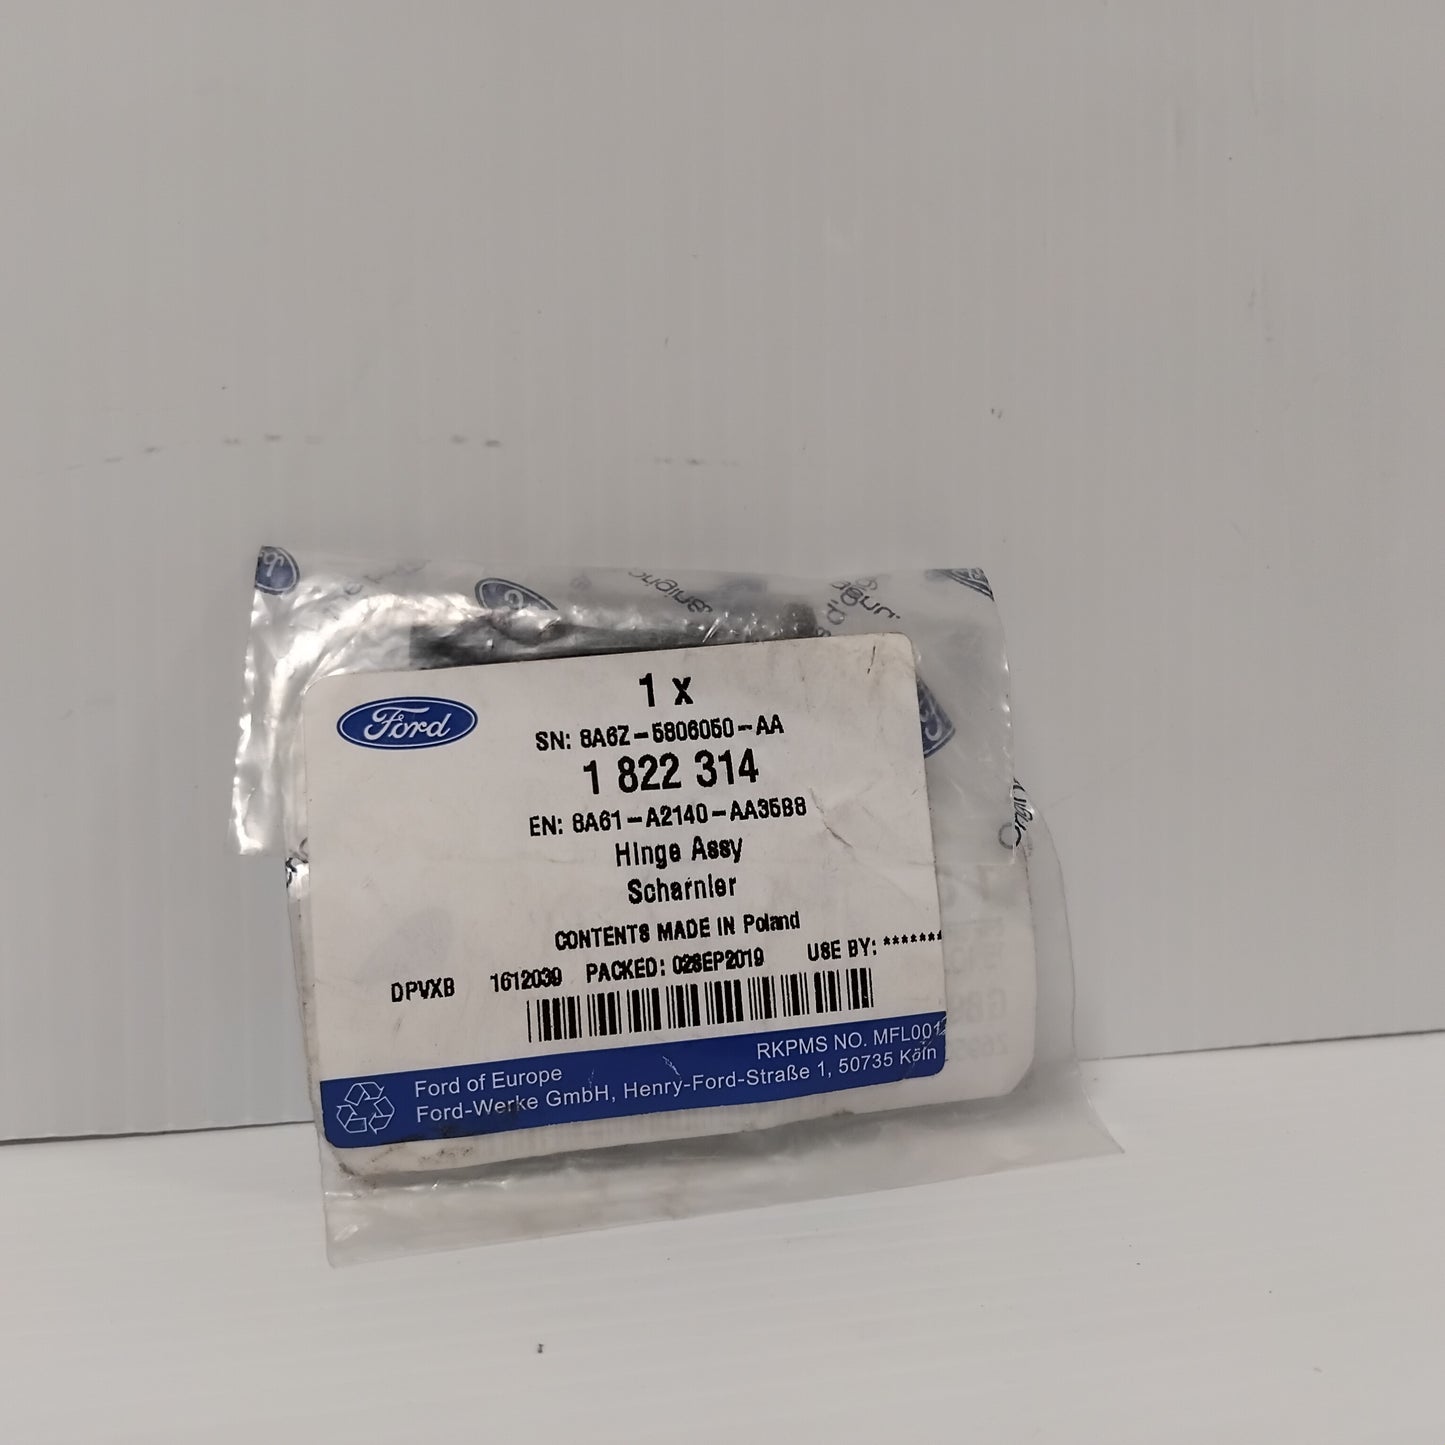 1 x
Ford
SN: 8A6Z-5806050-AA
1 822 314
EN: 8A61-A2140-AA35B8
Hinge Assy
Scharnier
CONTENTS MADE IN Poland
DPVXB 1612039 PACKED: 02SEP2019 USE BY: *******
RKPMS NO. MFL001
Ford of Europe
Ford-Werke GmbH, Henry-Ford-Straße 1, 50735 Köln